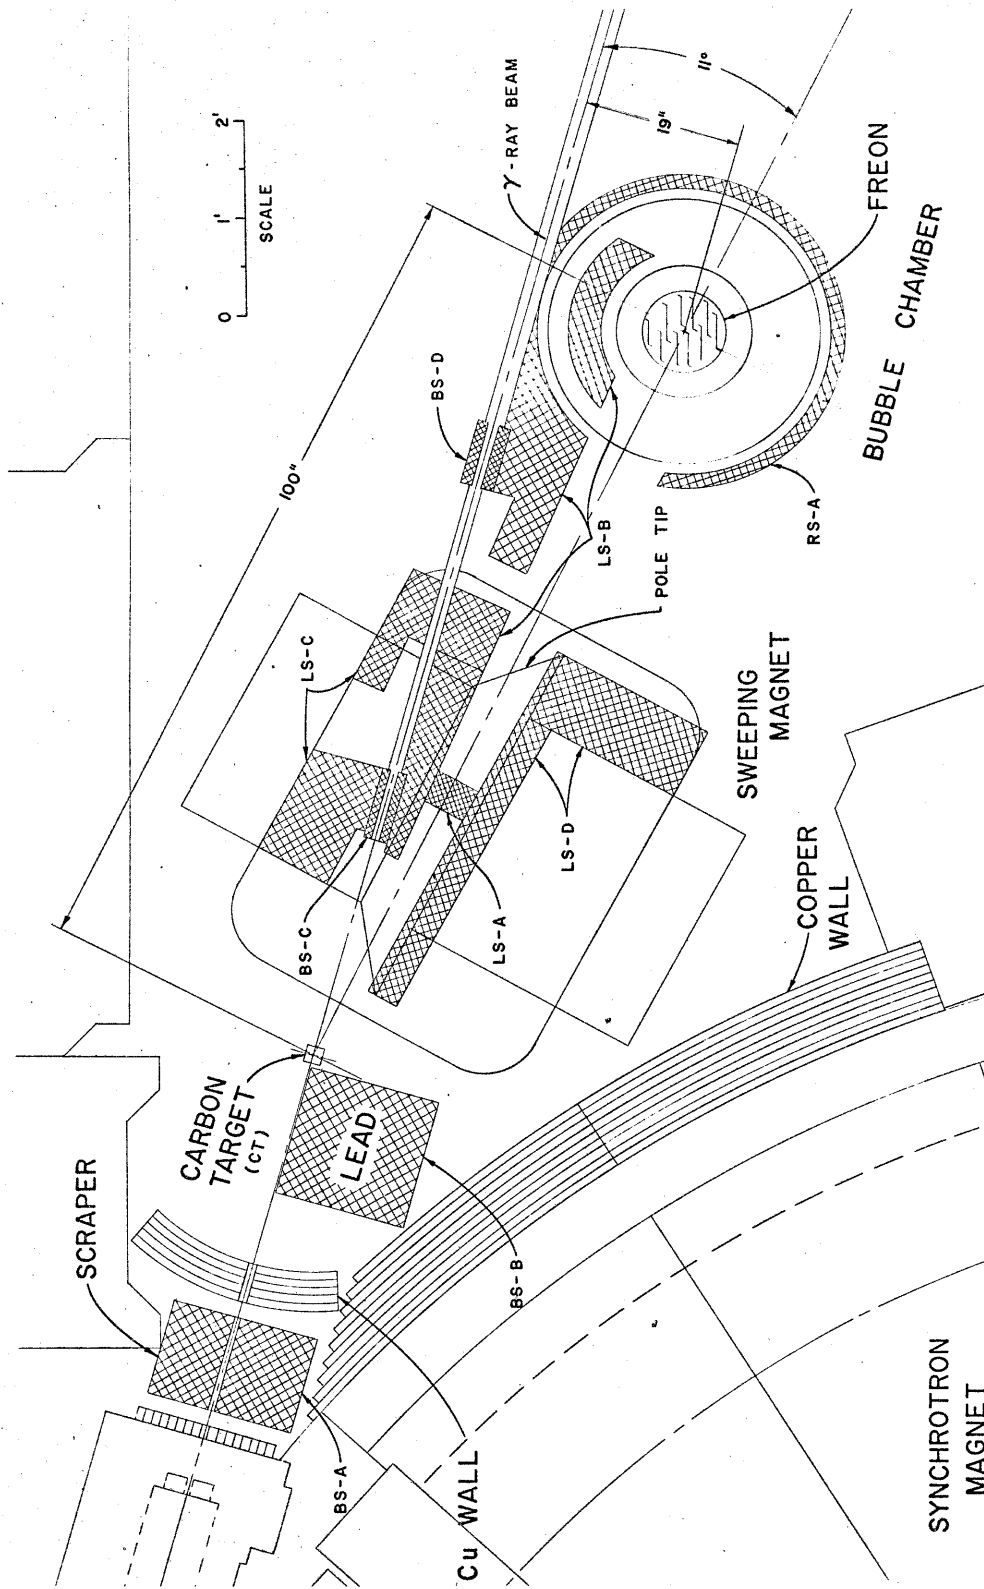 SCRAPER
CARBON
TARGET
(CT)
LEAD
BS-A
BS-B
Cu WALL
SYNCHROTRON
MAGNET
COPPER
WALL
SWEEPING
MAGNET
BS-C
LS-C
LS-A
LS-D
POLE TIP
LS-B
BS-D
RS-A
BUBBLE CHAMBER
FREON
γ-RAY BEAM
100"
19"
11°
0 1' 2'
SCALE